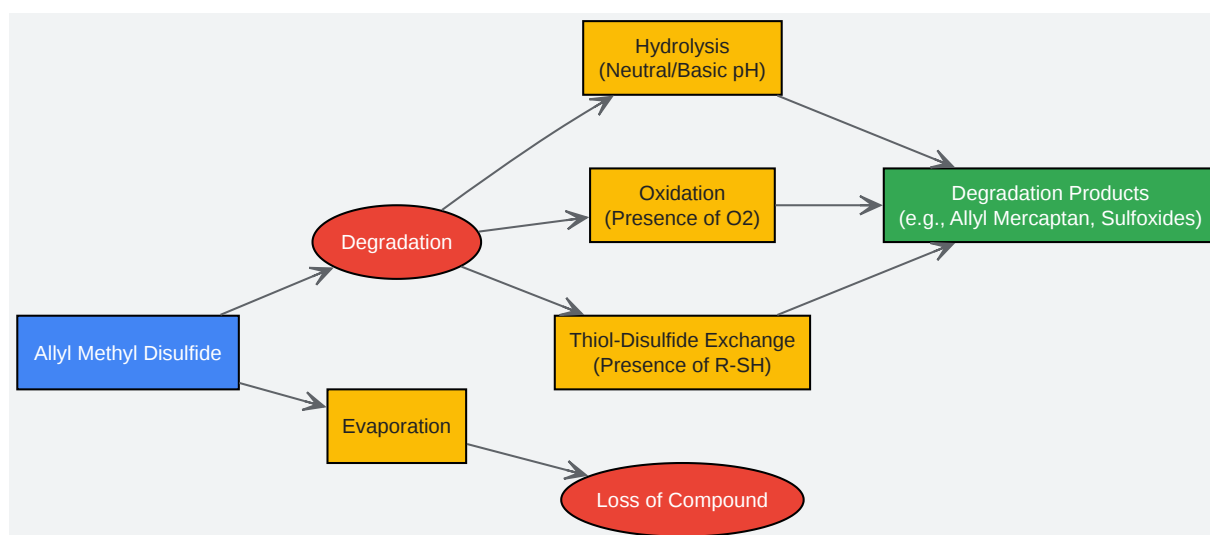 Hydrolysis
(Neutral/Basic pH)
Oxidation
(Presence of O2)
Degradation Products
(e.g., Allyl Mercaptan, Sulfoxides)
Degradation
Allyl Methyl Disulfide
Thiol-Disulfide Exchange
(Presence of R-SH)
Evaporation
Loss of Compound